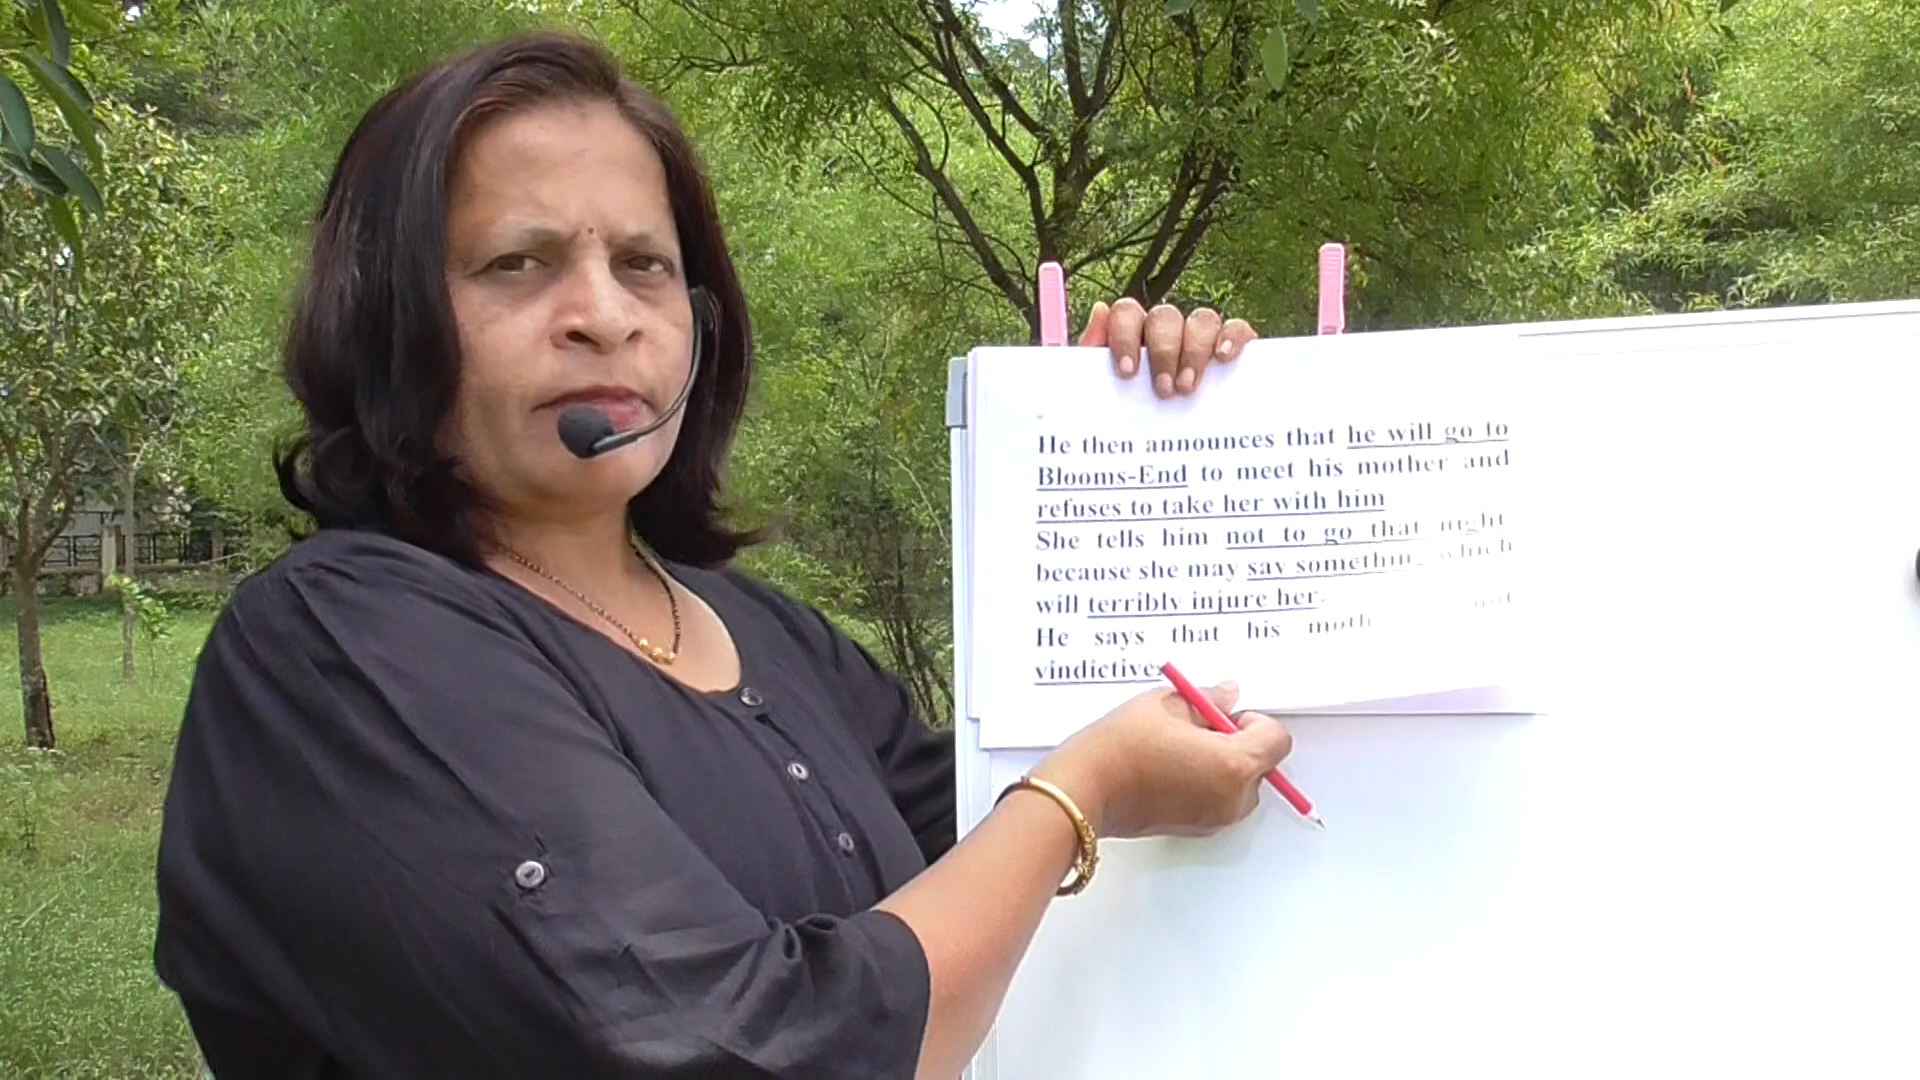 He then announces that he will go to
Blooms-End to meet his mother and
refuses to take her with him
She tells him not to go that night
because she may say something which
will terribly injure her.
He says that his not
vindictive